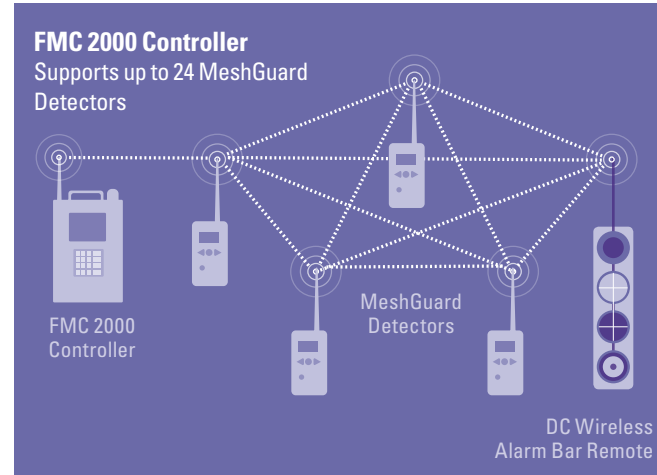 FMC 2000 Controller
Supports up to 24 MeshGuard
Detectors
FMC 2000
Controller
MeshGuard
Detectors
DC Wireless
Alarm Bar Remote